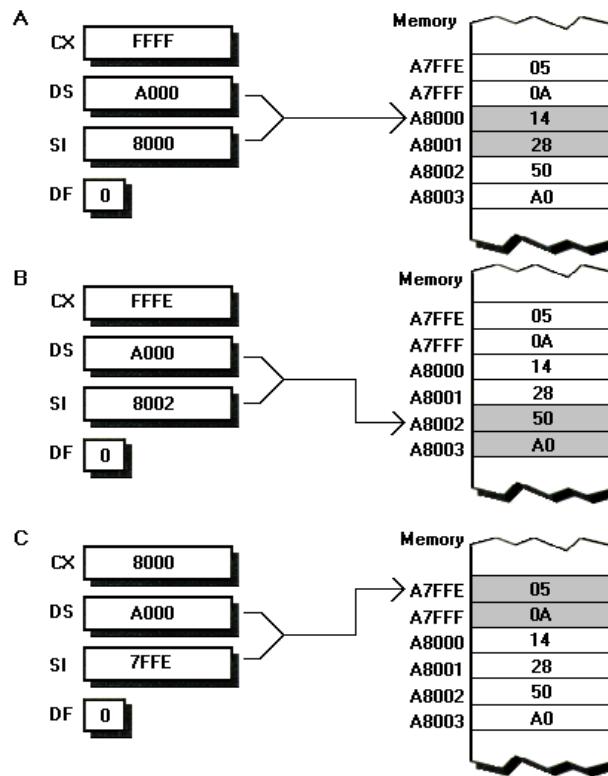 A
Memory
CX FFFF
A7FFE 05
DS A000
A7FFF 0A
A8000 14
SI 8000
A8001 28
A8002 50
DF 0
A8003 A0
B
Memory
CX FFFE
A7FFE 05
DS A000
A7FFF 0A
A8000 14
SI 8002
A8001 28
A8002 50
DF 0
A8003 A0
C
Memory
CX 8000
A7FFE 05
DS A000
A7FFF 0A
A8000 14
SI 7FFE
A8001 28
A8002 50
DF 0
A8003 A0